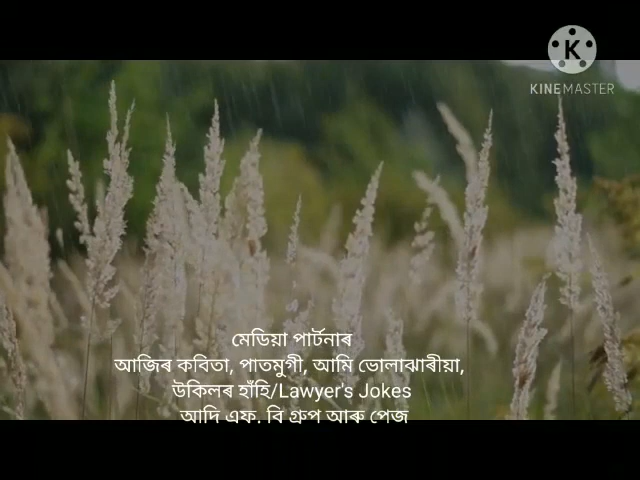 KINEMASTER
মেডিয়া পাৰ্টনাৰ
আজিৰ কবিতা, পাতমুগী, আমি ভোলাঝাৰীয়া,
উকিলৰ হাঁহি/Lawyer's Jokes
আদি এফ. বি গ্ৰুপ আৰু পেজ